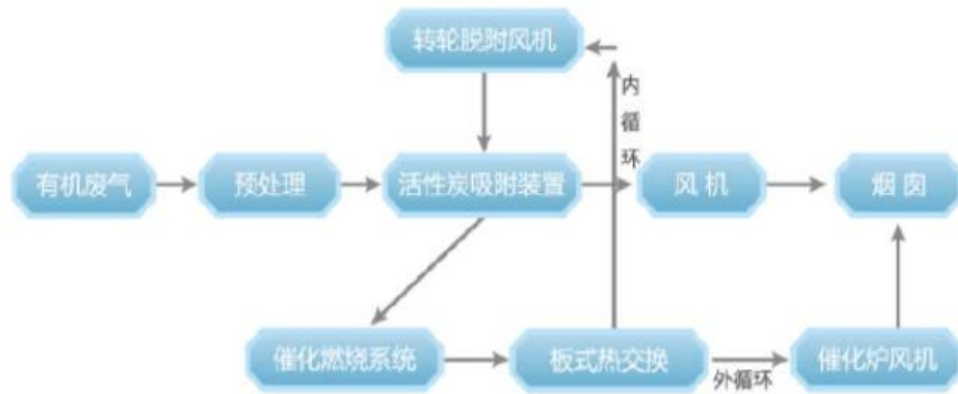 转轮脱附风机
内循环
有机废气
预处理
活性炭吸附装置
风机
烟囱
催化燃烧系统
板式热交换
外循环
催化炉风机